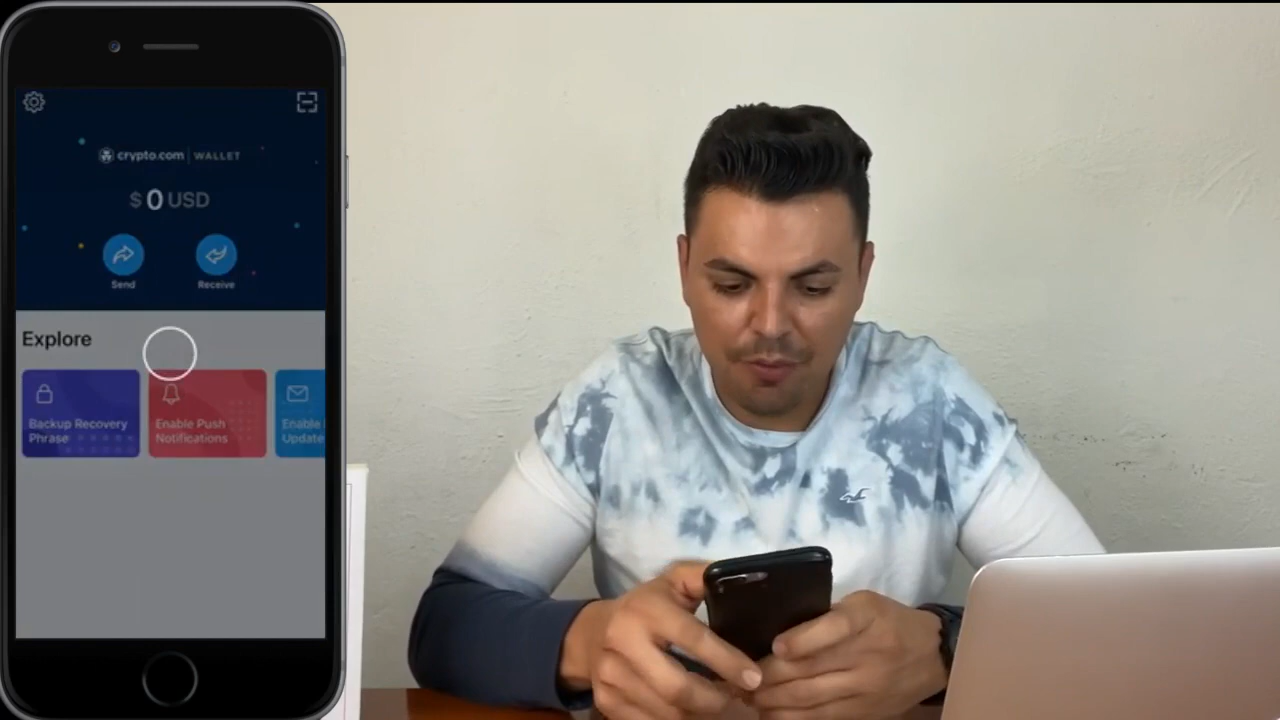 crypto.com | WALLET
$ 0 USD
Send
Receive
Explore
Backup Recovery
Phrase
Enable Push
Notifications
Enable
Update